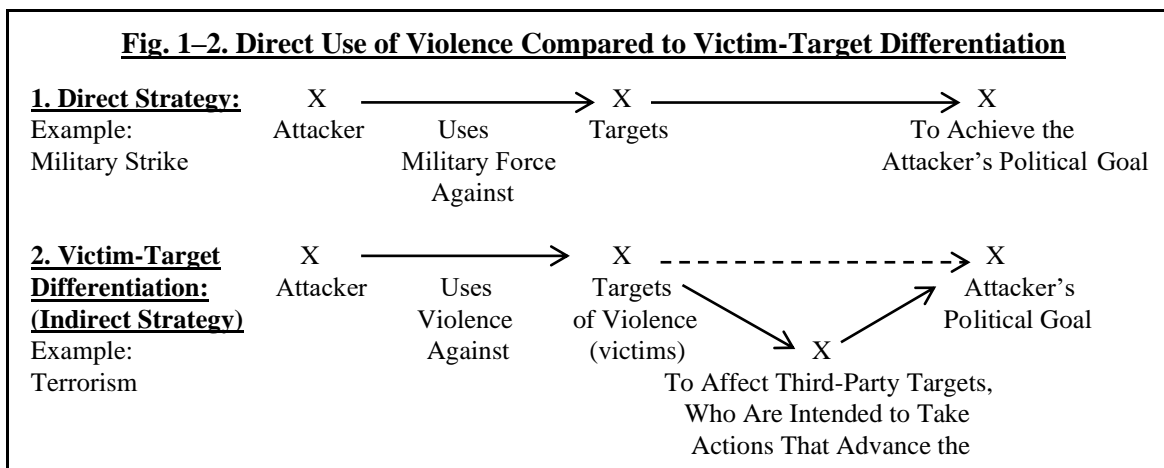 Fig. 1–2. Direct Use of Violence Compared to Victim-Target Differentiation
1. Direct Strategy: X X X
Example: Attacker Uses Targets To Achieve the
Military Strike Military Force Attacker’s Political Goal
Against
2. Victim-Target X X X
Differentiation: Attacker Uses Targets Attacker’s
(Indirect Strategy) Violence of Violence Political Goal
Example: Against (victims) X
Terrorism To Affect Third-Party Targets,
Who Are Intended to Take
Actions That Advance the